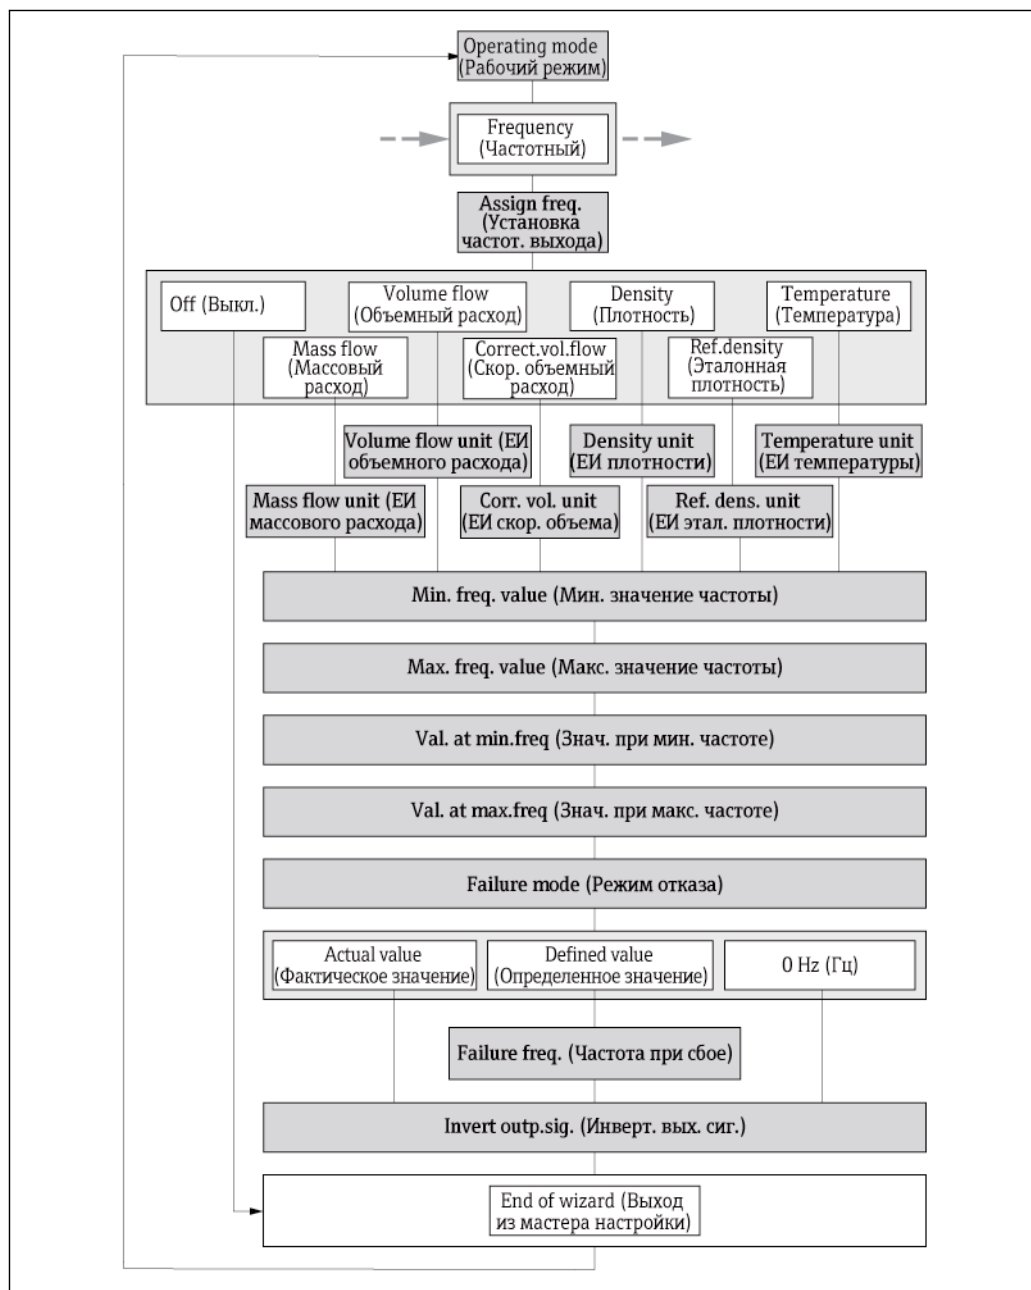 Operating mode
(Рабочий режим)
Frequency
(Частотный)
Assign freq.
(Установка
частот. выхода)
Off (Выкл.)
Volume flow
(Объемный расход)
Density
(Плотность)
Temperature
(Температура)
Mass flow
(Массовый
расход)
Correct.vol.flow
(Скор. объемный
расход)
Ref.density
(Эталонная
плотность)
Volume flow unit (ЕИ
объемного расхода)
Density unit
(ЕИ плотности)
Temperature unit
(ЕИ температуры)
Mass flow unit (ЕИ
массового расхода)
Corr. vol. unit
(ЕИ скор. объема)
Ref. dens. unit
(ЕИ этал. плотности)
Min. freq. value (Мин. значение частоты)
Max. freq. value (Макс. значение частоты)
Val. at min.freq (Знач. при мин. частоте)
Val. at max.freq (Знач. при макс. частоте)
Failure mode (Режим отказа)
Actual value
(Фактическое значение)
Defined value
(Определенное значение)
0 Hz (Гц)
Failure freq. (Частота при сбое)
Invert outp.sig. (Инверт. вых. сиг.)
End of wizard (Выход
из мастера настройки)